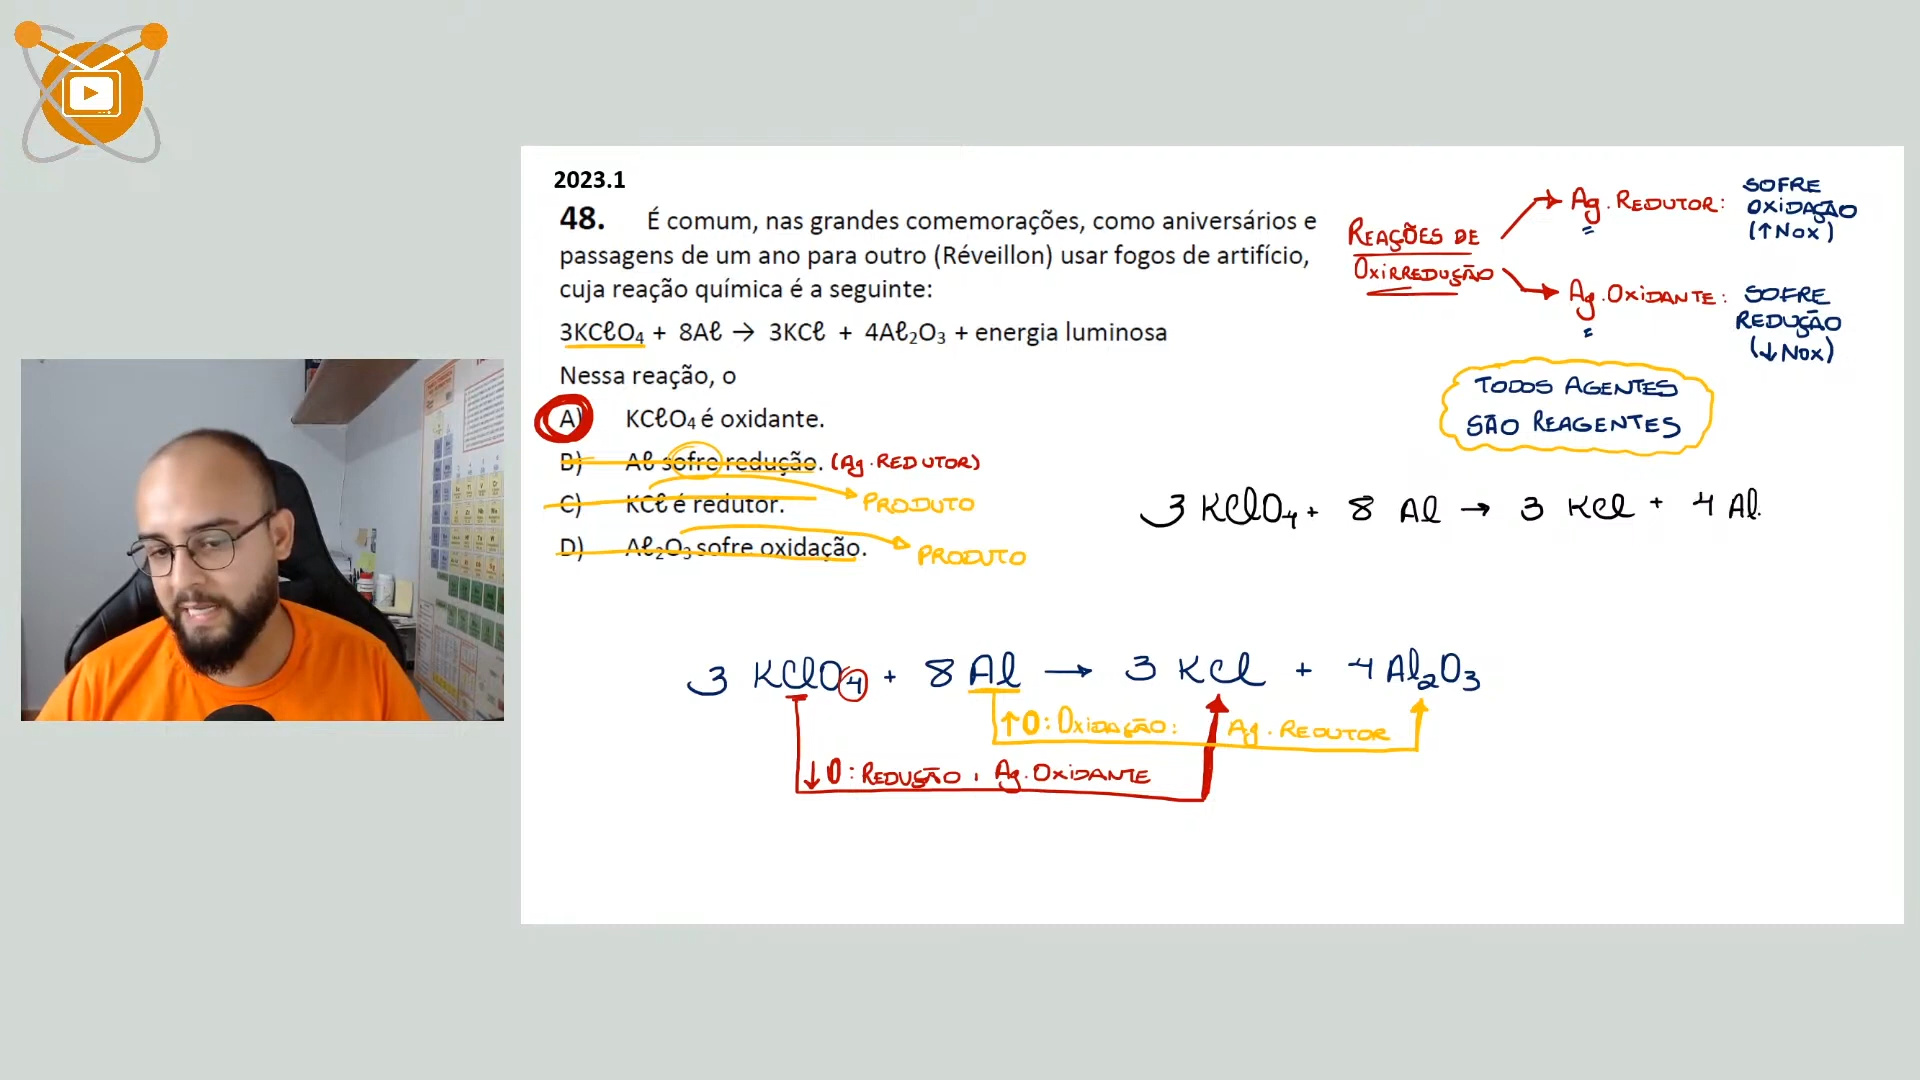 2023.1
48. É comum, nas grandes comemorações, como aniversários e
passagens de um ano para outro (Réveillon) usar fogos de artifício,
cuja reação química é a seguinte:
3KCℓO₄ + 8Aℓ → 3KCℓ + 4Aℓ₂O₃ + energia luminosa
Nessa reação, o
A) KCℓO₄ é oxidante.
B) Aℓ sofre redução. (Ag. REDUTOR)
C) KCℓ é redutor. PRODUTO
D) Aℓ₂O₃ sofre oxidação. PRODUTO
REAÇÕES DE
OXIRREDUÇÃO
Ag. REDUTOR: SOFRE
OXIDAÇÃO
(↑ NOX)
Ag. OXIDANTE: SOFRE
REDUÇÃO
(↓ NOX)
TODOS AGENTES
SÃO REAGENTES
3 KClO₄ + 8 Al → 3 KCl + 4 Al
3 KClO₄ + 8 Al → 3 KCl + 4 Al₂O₃
↑O: OXIDAÇÃO: Ag. REDUTOR
↓O: REDUÇÃO, Ag. OXIDANTE